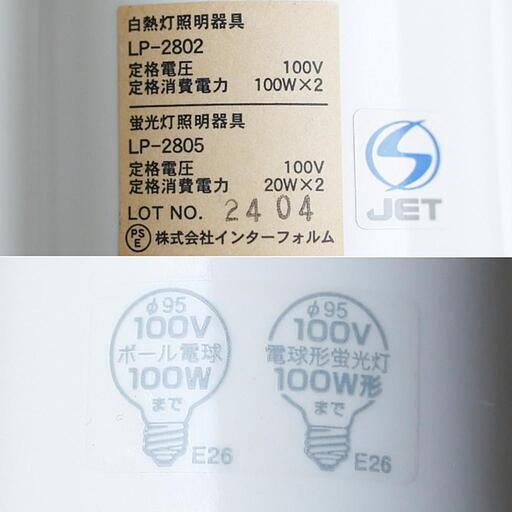 白熱灯照明器具
LP-2802
定格電圧 100V
定格消費電力 100W×2
蛍光灯照明器具
LP-2805
定格電圧 100V
定格消費電力 20W×2
LOT NO. 2404
PSE 株式会社インターフォルム
S
JET
φ95
100V
ボール電球
100W
まで
E26
φ95
100V
電球形蛍光灯
100W形
まで
E26